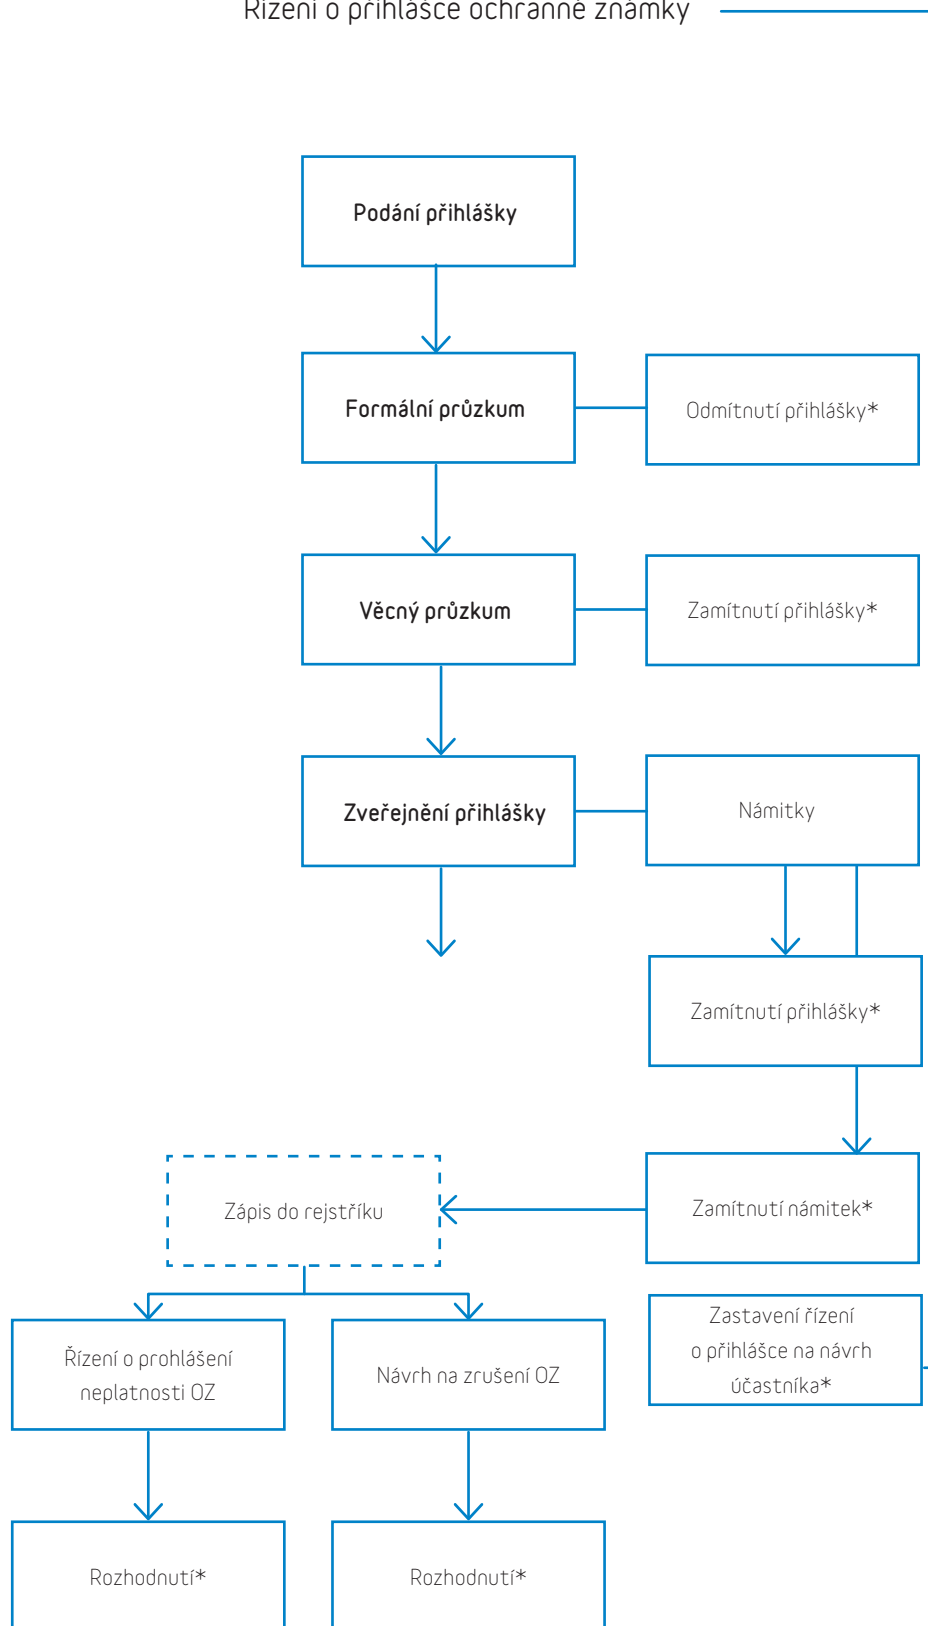 Řízení o přihlášce ochranné známky
Podání přihlášky
Formální průzkum
Odmítnutí přihlášky*
Věcný průzkum
Zamítnutí přihlášky*
Zveřejnění přihlášky
Námitky
Zamítnutí přihlášky*
Zápis do rejstříku
Zamítnutí námitek*
Řízení o prohlášení
neplatnosti OZ
Návrh na zrušení OZ
Zastavení řízení
o přihlášce na návrh
účastníka*
Rozhodnutí*
Rozhodnutí*